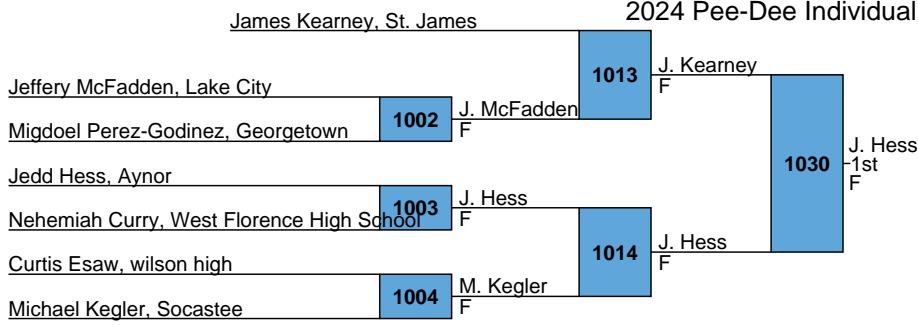 2024 Pee-Dee Individual
James Kearney, St. James
1013
J. Kearney
F
Jeffery McFadden, Lake City
1002
J. McFadden
F
Migdoel Perez-Godinez, Georgetown
1030
J. Hess
1st
F
Jedd Hess, Aynor
1003
J. Hess
F
Nehemiah Curry, West Florence High School
1014
J. Hess
F
Curtis Esaw, wilson high
1004
M. Kegler
F
Michael Kegler, Socastee